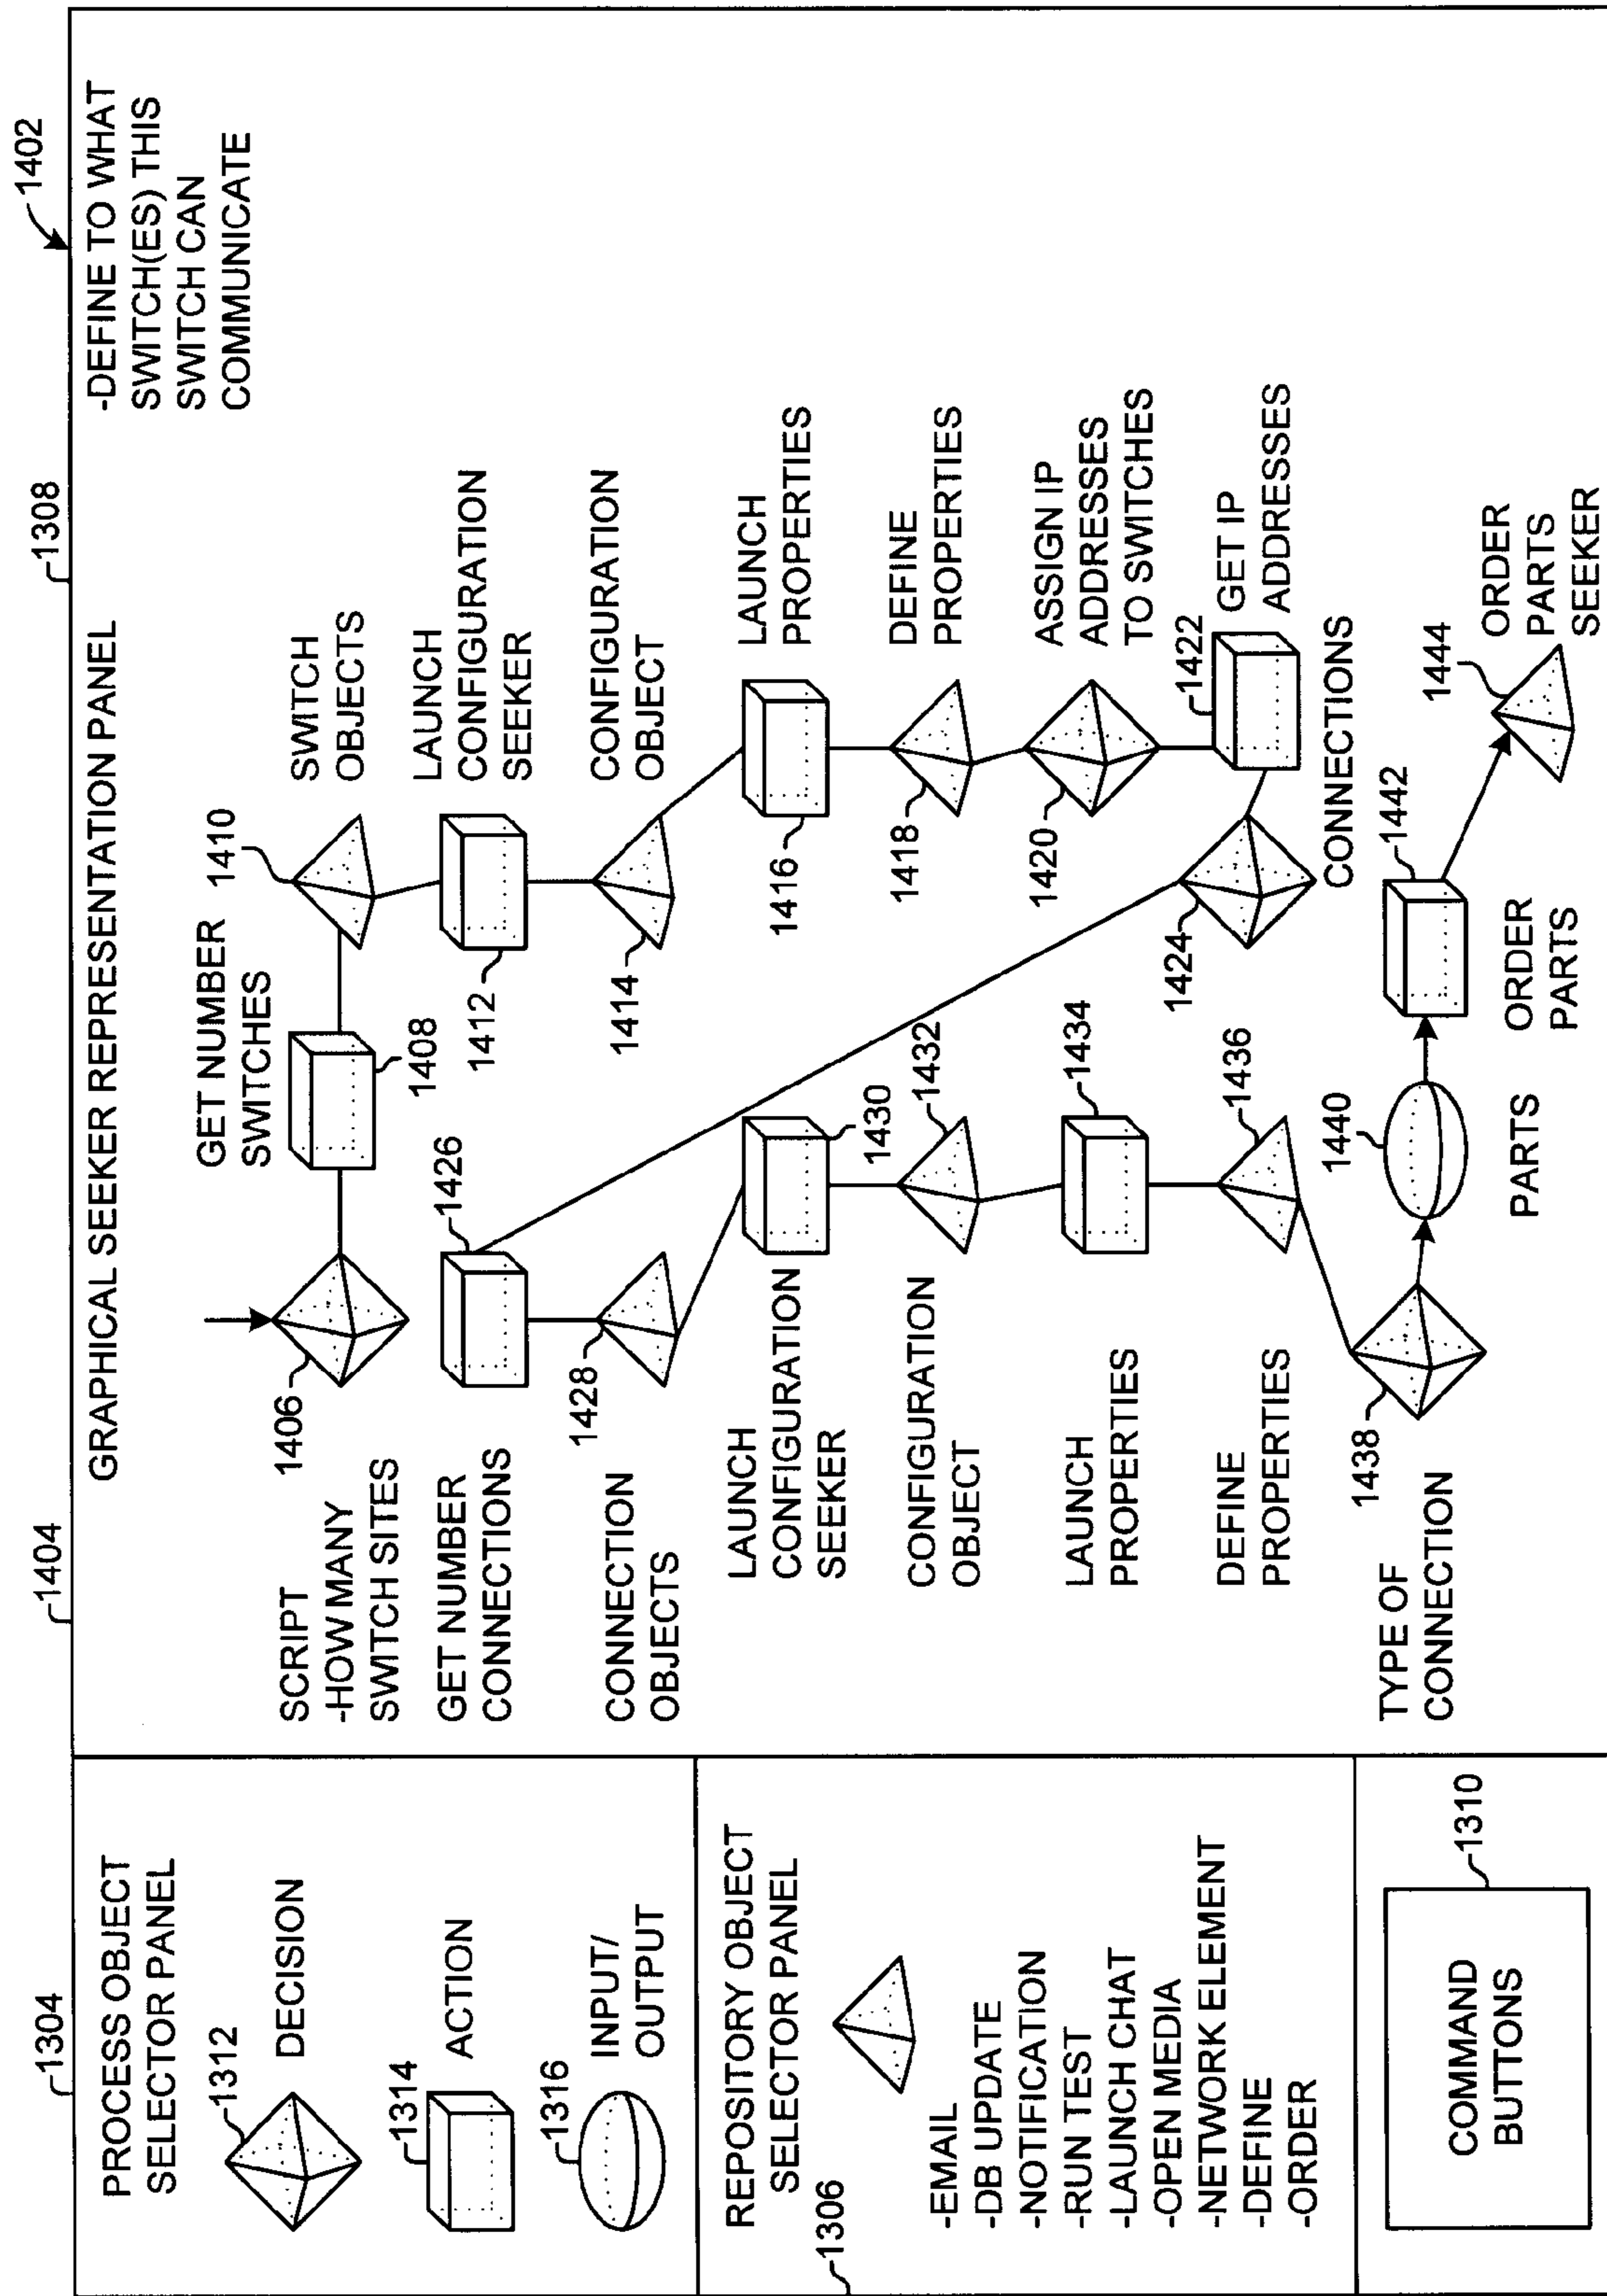 1402
1404
1308
1304
PROCESS OBJECT
SELECTOR PANEL
1312
DECISION
1314
ACTION
1316
INPUT/
OUTPUT
1306
REPOSITORY OBJECT
SELECTOR PANEL
-EMAIL
-DB UPDATE
-NOTIFICATION
-RUN TEST
-LAUNCH CHAT
-OPEN MEDIA
-NETWORK ELEMENT
-DEFINE
-ORDER
1310
COMMAND
BUTTONS
GRAPHICAL SEEKER REPRESENTATION PANEL
-DEFINE TO WHAT
SWITCH(ES) THIS
SWITCH CAN
COMMUNICATE
1406
SCRIPT
-HOW MANY
SWITCH SITES
GET NUMBER
SWITCHES
1408
1410
SWITCH
OBJECTS
1412
LAUNCH
CONFIGURATION
SEEKER
1414
CONFIGURATION
OBJECT
1416
LAUNCH
PROPERTIES
1418
DEFINE
PROPERTIES
1420
ASSIGN IP
ADDRESSES
TO SWITCHES
1422
GET IP
ADDRESSES
1424
CONNECTIONS
1426
GET NUMBER
CONNECTIONS
1428
CONNECTION
OBJECTS
1430
LAUNCH
CONFIGURATION
SEEKER
1432
CONFIGURATION
OBJECT
1434
LAUNCH
PROPERTIES
1436
DEFINE
PROPERTIES
1438
TYPE OF
CONNECTION
1440
PARTS
1442
ORDER
PARTS
1444
ORDER
PARTS
SEEKER